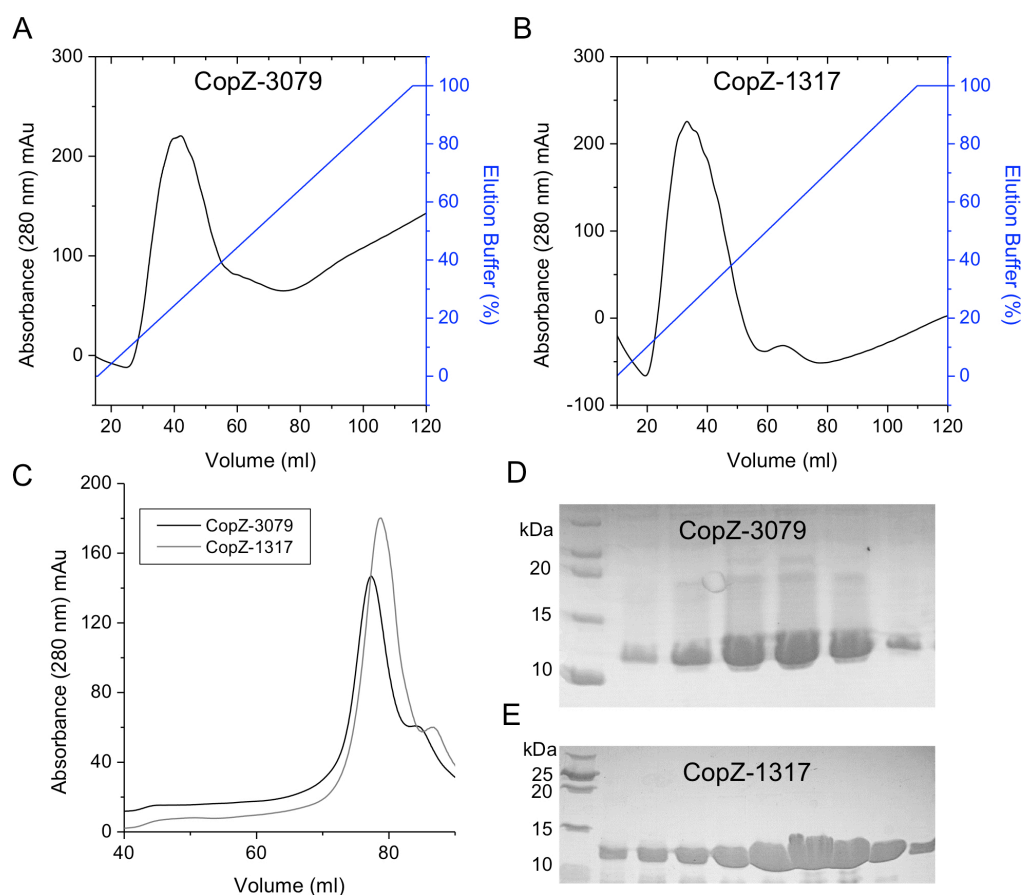 A
CopZ-3079
Absorbance (280 nm) mAu
300
200
100
0
20 40 60 80 100 120
Volume (ml)
100
80
60
40
20
0
Elution Buffer (%)
B
CopZ-1317
Absorbance (280 nm) mAu
300
200
100
0
-100
20 40 60 80 100 120
Volume (ml)
100
80
60
40
20
0
Elution Buffer (%)
C
CopZ-3079
CopZ-1317
Absorbance (280 nm) mAu
200
160
120
80
40
0
40 60 80
Volume (ml)
D
kDa
CopZ-3079
20
15
10
E
kDa
CopZ-1317
25
20
15
10